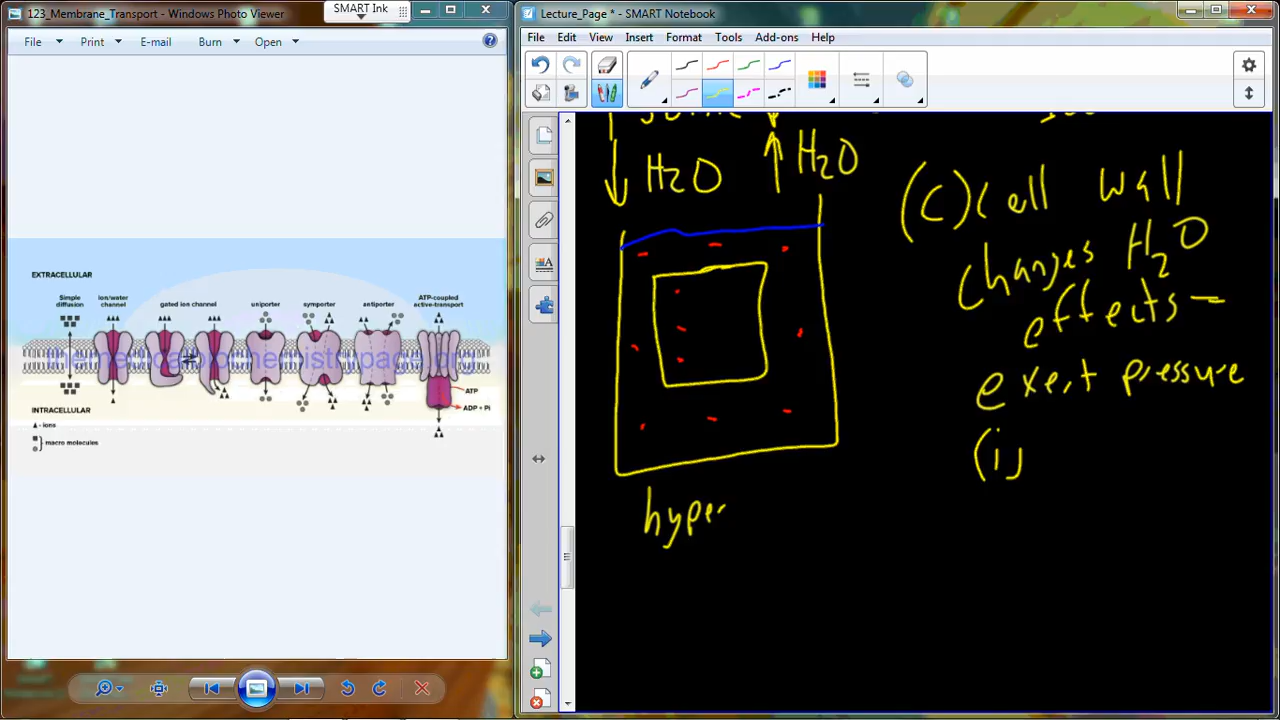 123_Membrane_Transport - Windows Photo Viewer
SMART Ink
File Print E-mail Burn Open
EXTRACELLULAR
Simple diffusion
ion/water channel
gated ion channel
uniporter
symporter
antiporter
ATP-coupled active-transport
themedicalbiochemistrypage.org
ATP
ADP + Pi
INTRACELLULAR
- ions
macro molecules
Lecture_Page * - SMART Notebook
File Edit View Insert Format Tools Add-ons Help
H2O H2O
(C) Cell wall
changes H2O
effects -
exert pressure
(i)
hyper